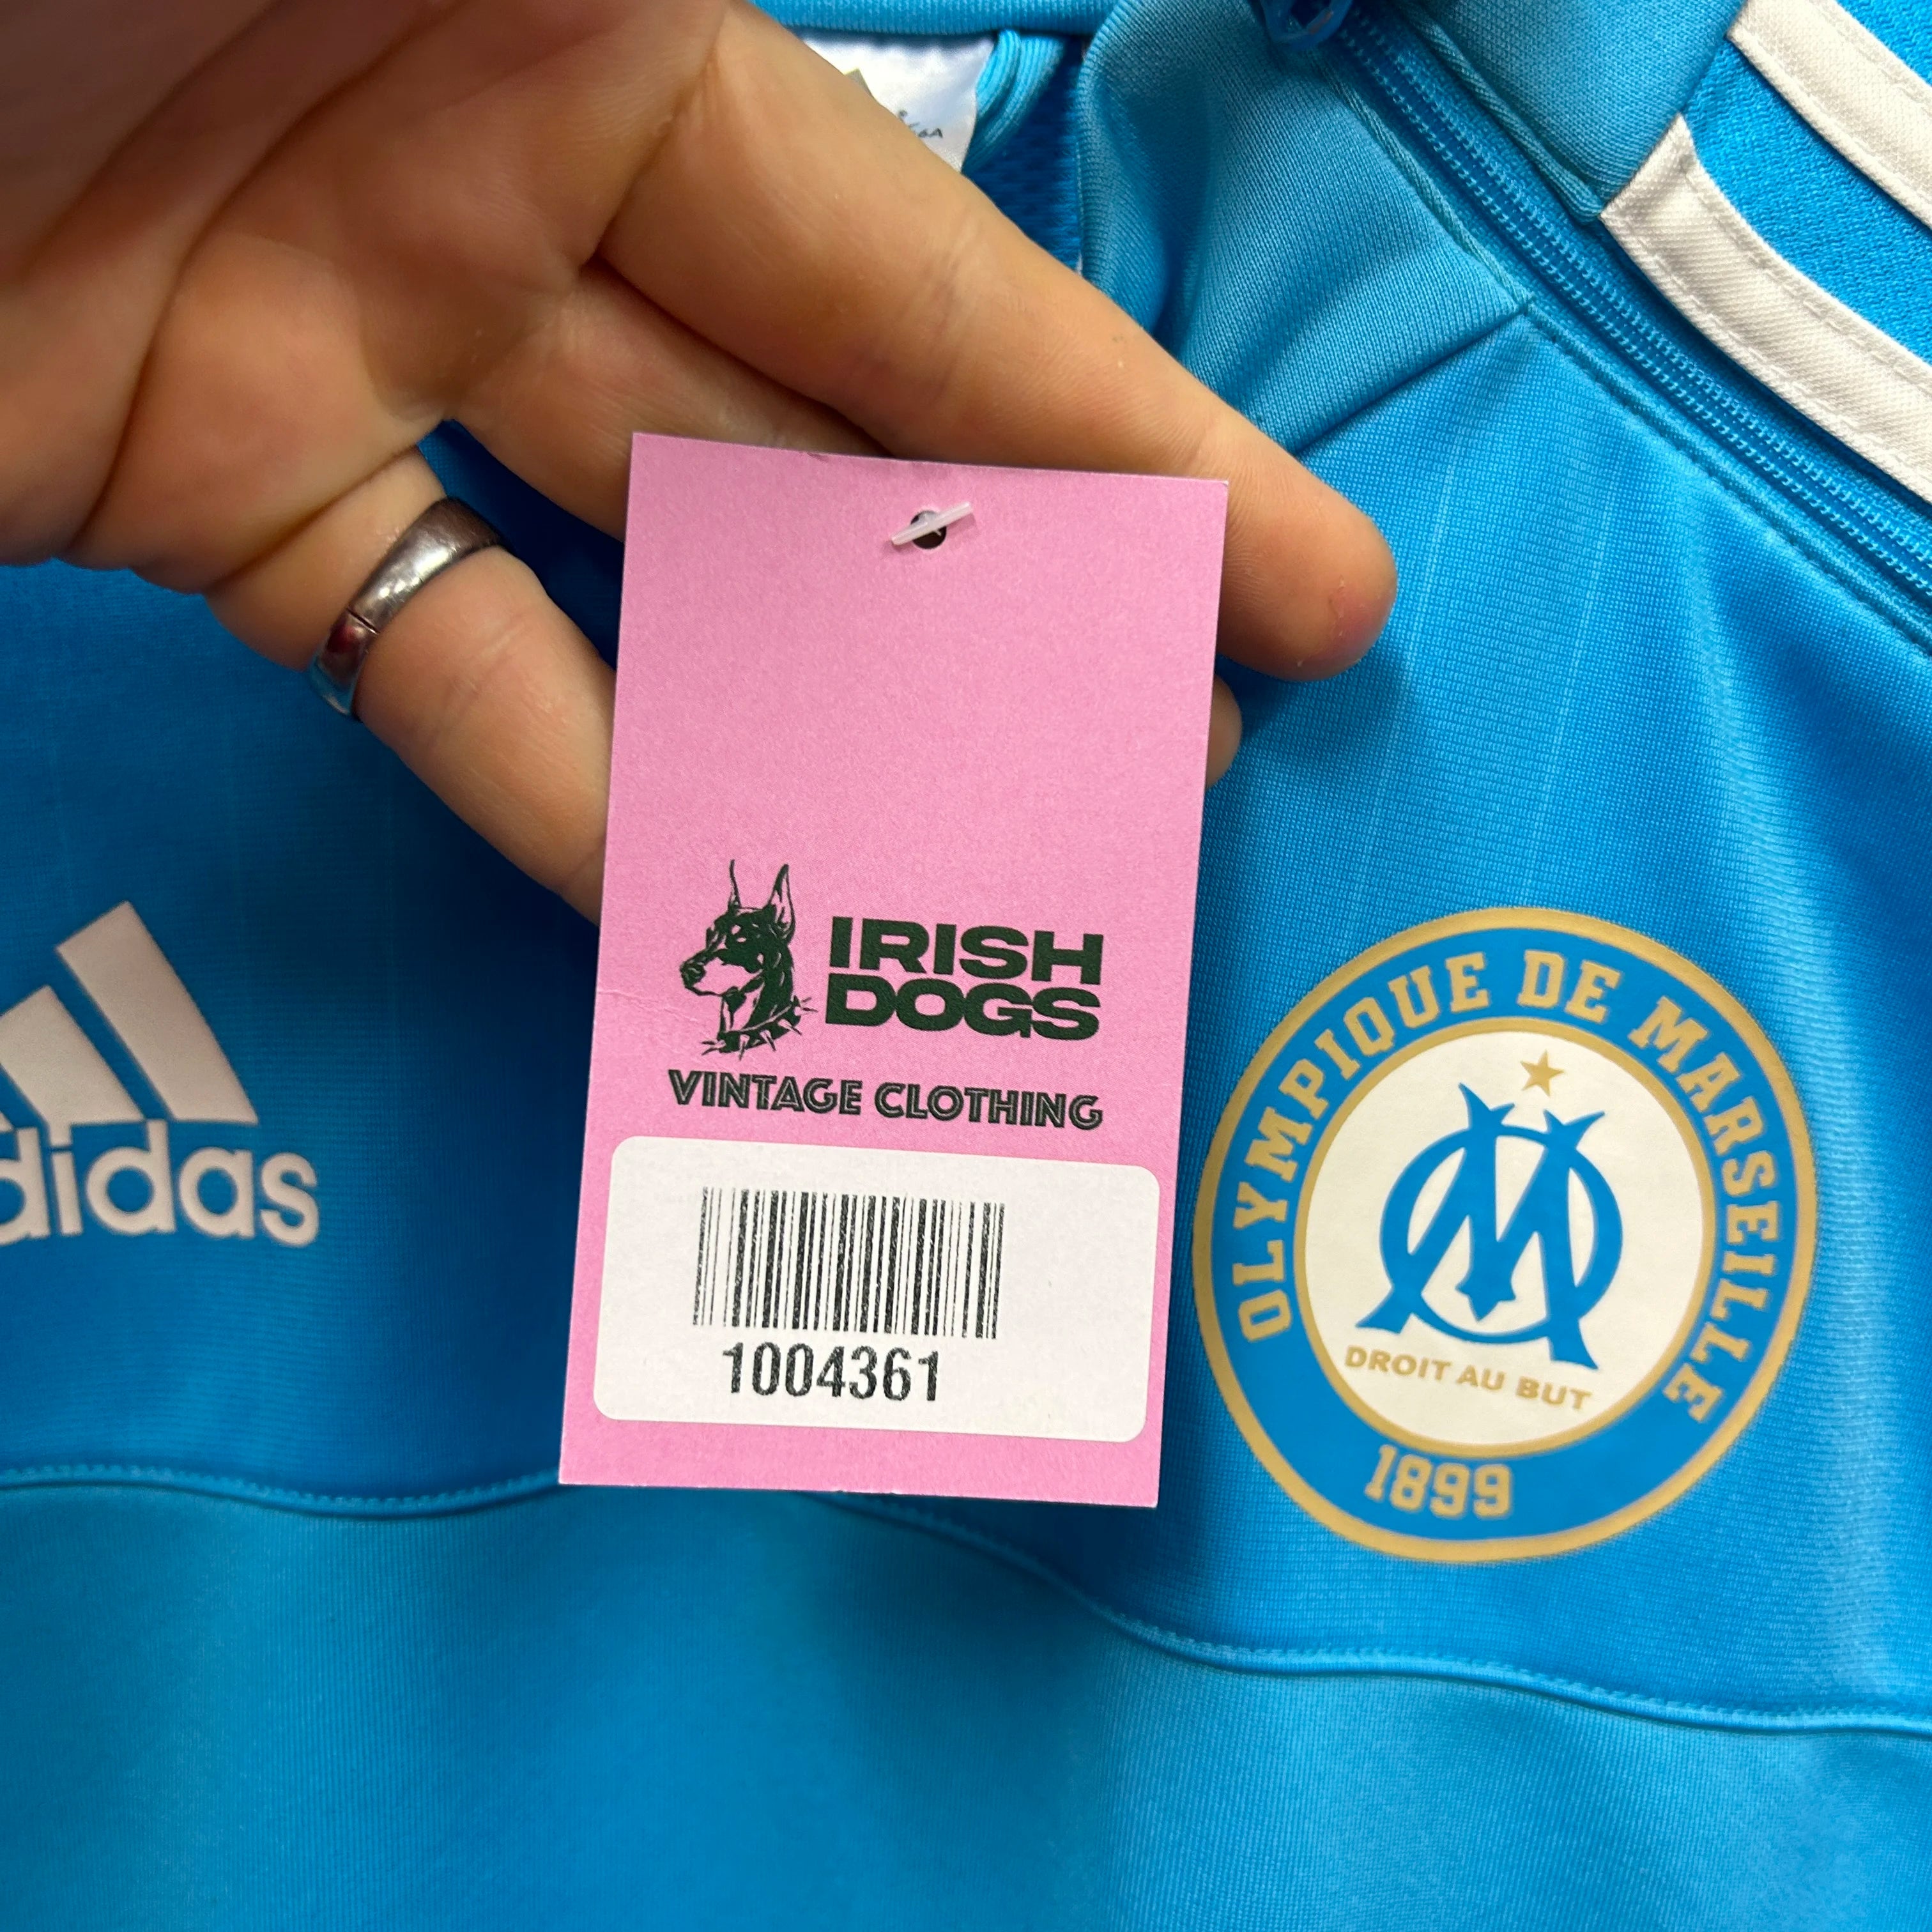 IRISH
DOGS
VINTAGE CLOTHING
1004361
didas
OLYMPIQUE DE MARSEILLE
DROIT AU BUT
1899